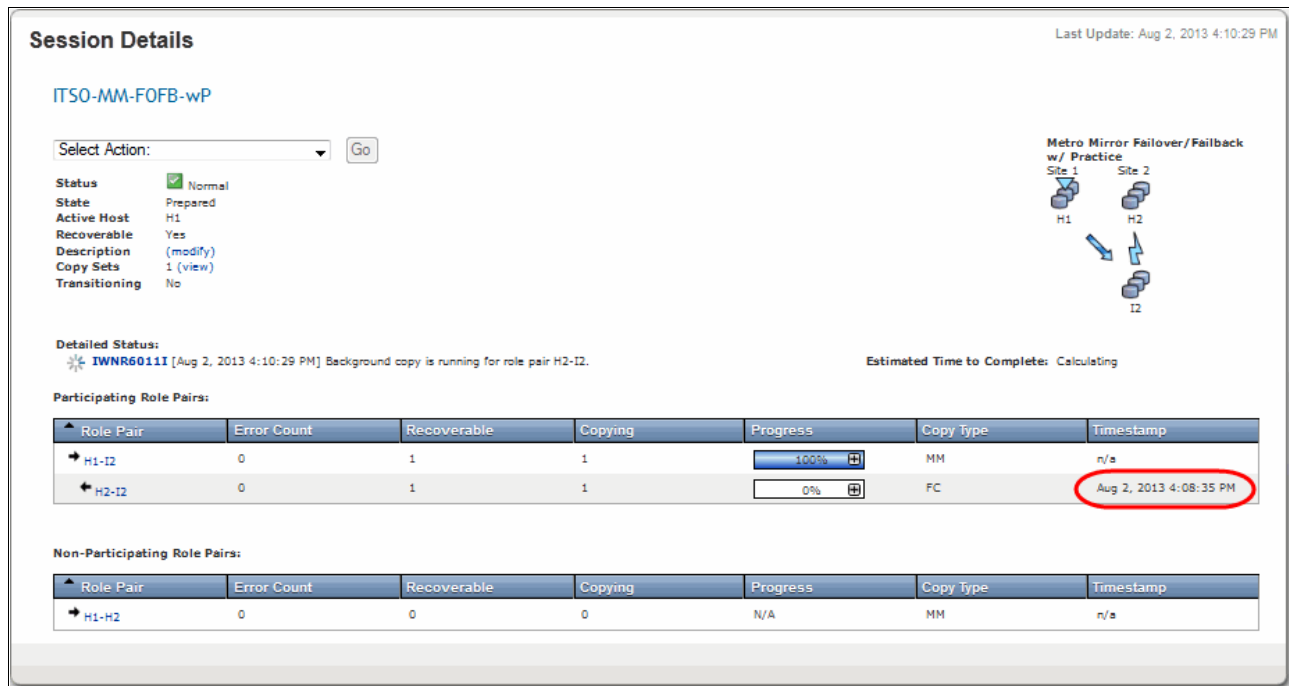 Session Details
Last Update: Aug 2, 2013 4:10:29 PM
ITSO-MM-FOFB-wP
Select Action: Go
Metro Mirror Failover/Failback
w/ Practice
Site 1 Site 2
H1 H2
I2
Status Normal
State Prepared
Active Host H1
Recoverable Yes
Description (modify)
Copy Sets 1 (view)
Transitioning No
Detailed Status:
IWNR6011I [Aug 2, 2013 4:10:29 PM] Background copy is running for role pair H2-I2.
Estimated Time to Complete: Calculating
Participating Role Pairs:
Role Pair Error Count Recoverable Copying Progress Copy Type Timestamp
H1-I2 0 1 1 100% MM n/a
H2-I2 0 1 1 0% FC Aug 2, 2013 4:08:35 PM
Non-Participating Role Pairs:
Role Pair Error Count Recoverable Copying Progress Copy Type Timestamp
H1-H2 0 0 0 N/A MM n/a